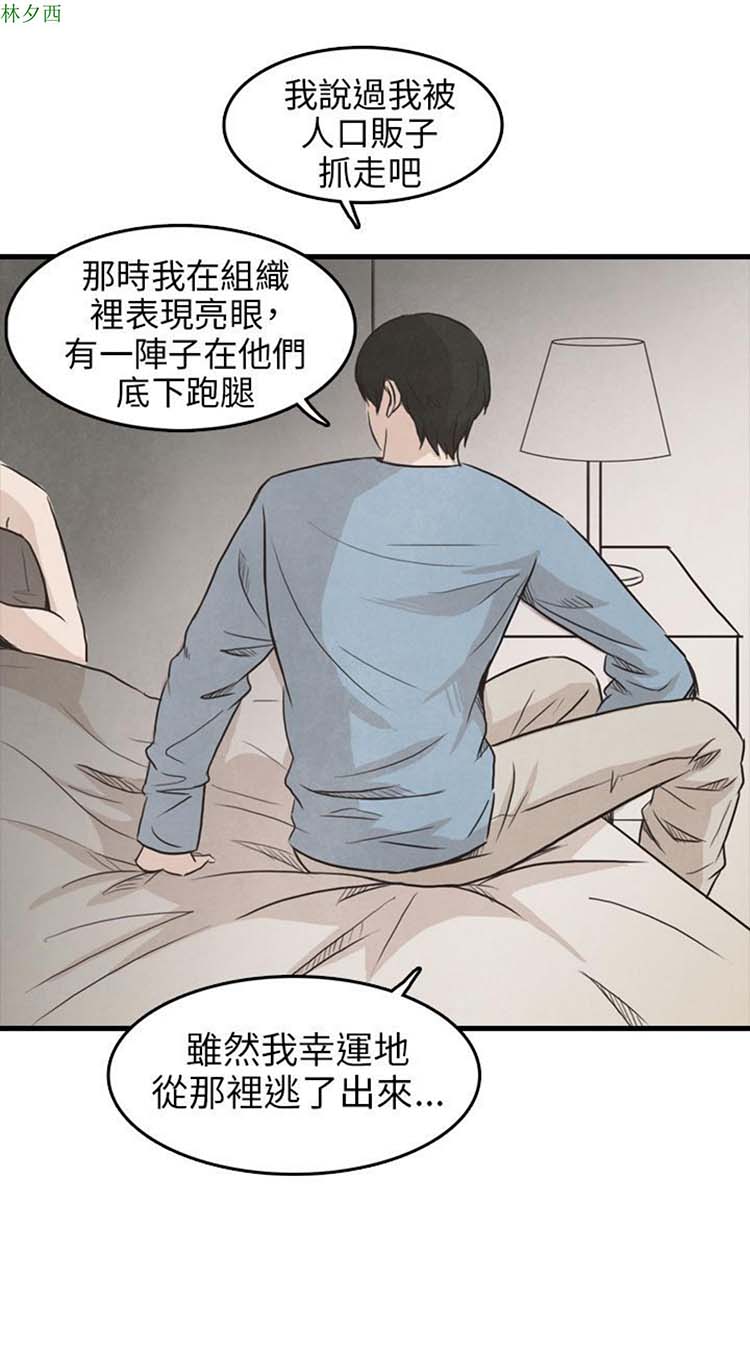 林夕西
我說過我被
人口販子
抓走吧
那時我在組織
裡表現亮眼，
有一陣子在他們
底下跑腿
雖然我幸運地
從那裡逃了出來...